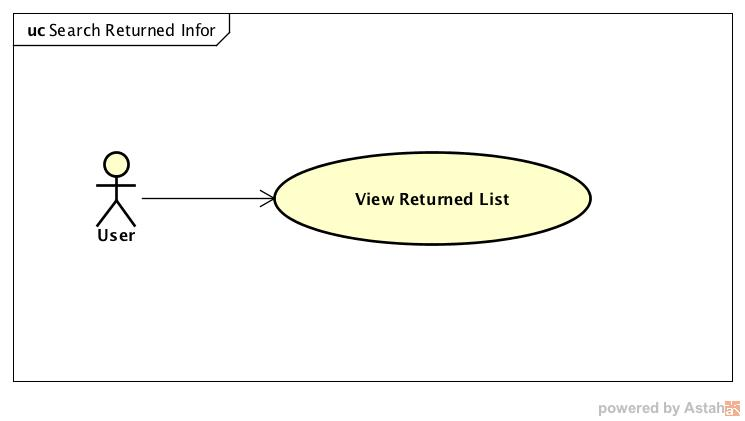 uc Search Returned Infor
View Returned List
User
powered by Astah